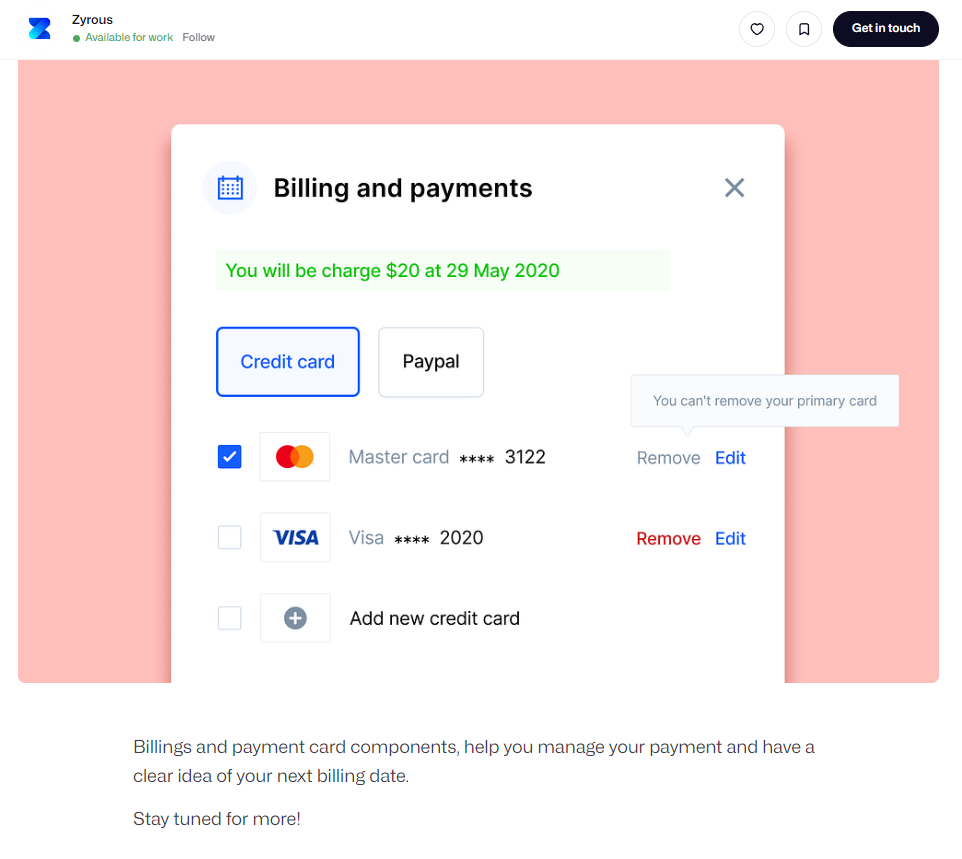 Zyrous
Available for work Follow
Get in touch
Billing and payments
You will be charge $20 at 29 May 2020
Credit card
Paypal
You can't remove your primary card
Master card **** 3122
Remove Edit
VISA
Visa **** 2020
Remove Edit
Add new credit card
Billings and payment card components, help you manage your payment and have a
clear idea of your next billing date.
Stay tuned for more!